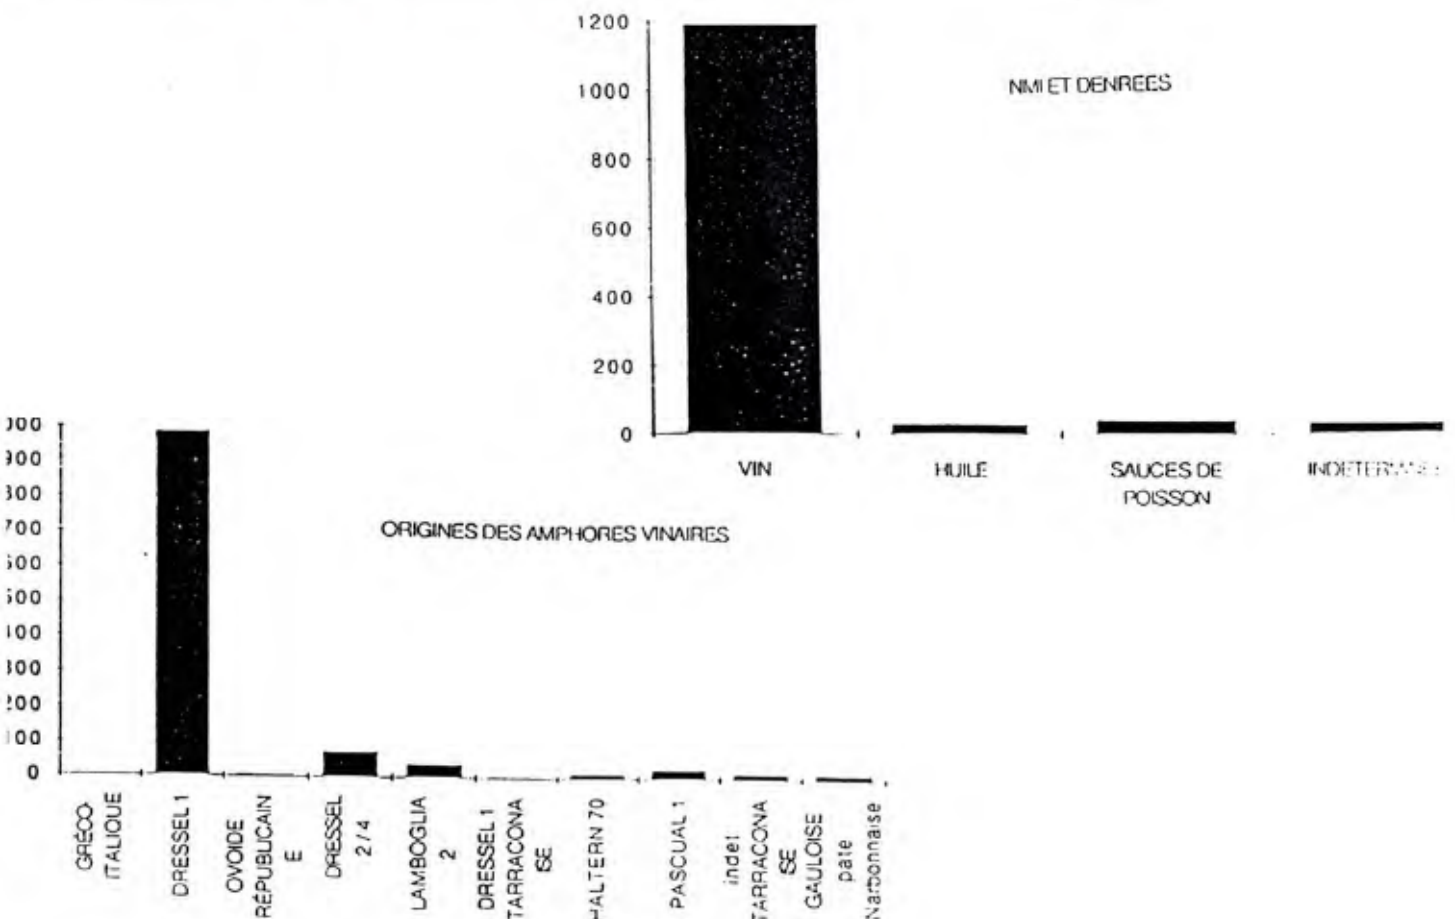 NMI ET DENREES
1200
1000
800
600
400
200
0
VIN
HUILE
SAUCES DE
POISSON
ORIGINES DES AMPHORES VINAIRES
0
GRECO-
ITALIQUE
DRESSEL 1
OVOIDE
RÉPUBLICAIN
E
DRESSEL
2 / 4
LAMBOGLIA
2
DRESSEL 1
TARRACONA
ISE
HALTERN 70
PASCUAL 1
indet
TARRACONA
ISE
GAULOISE
pate
Narbonnaise